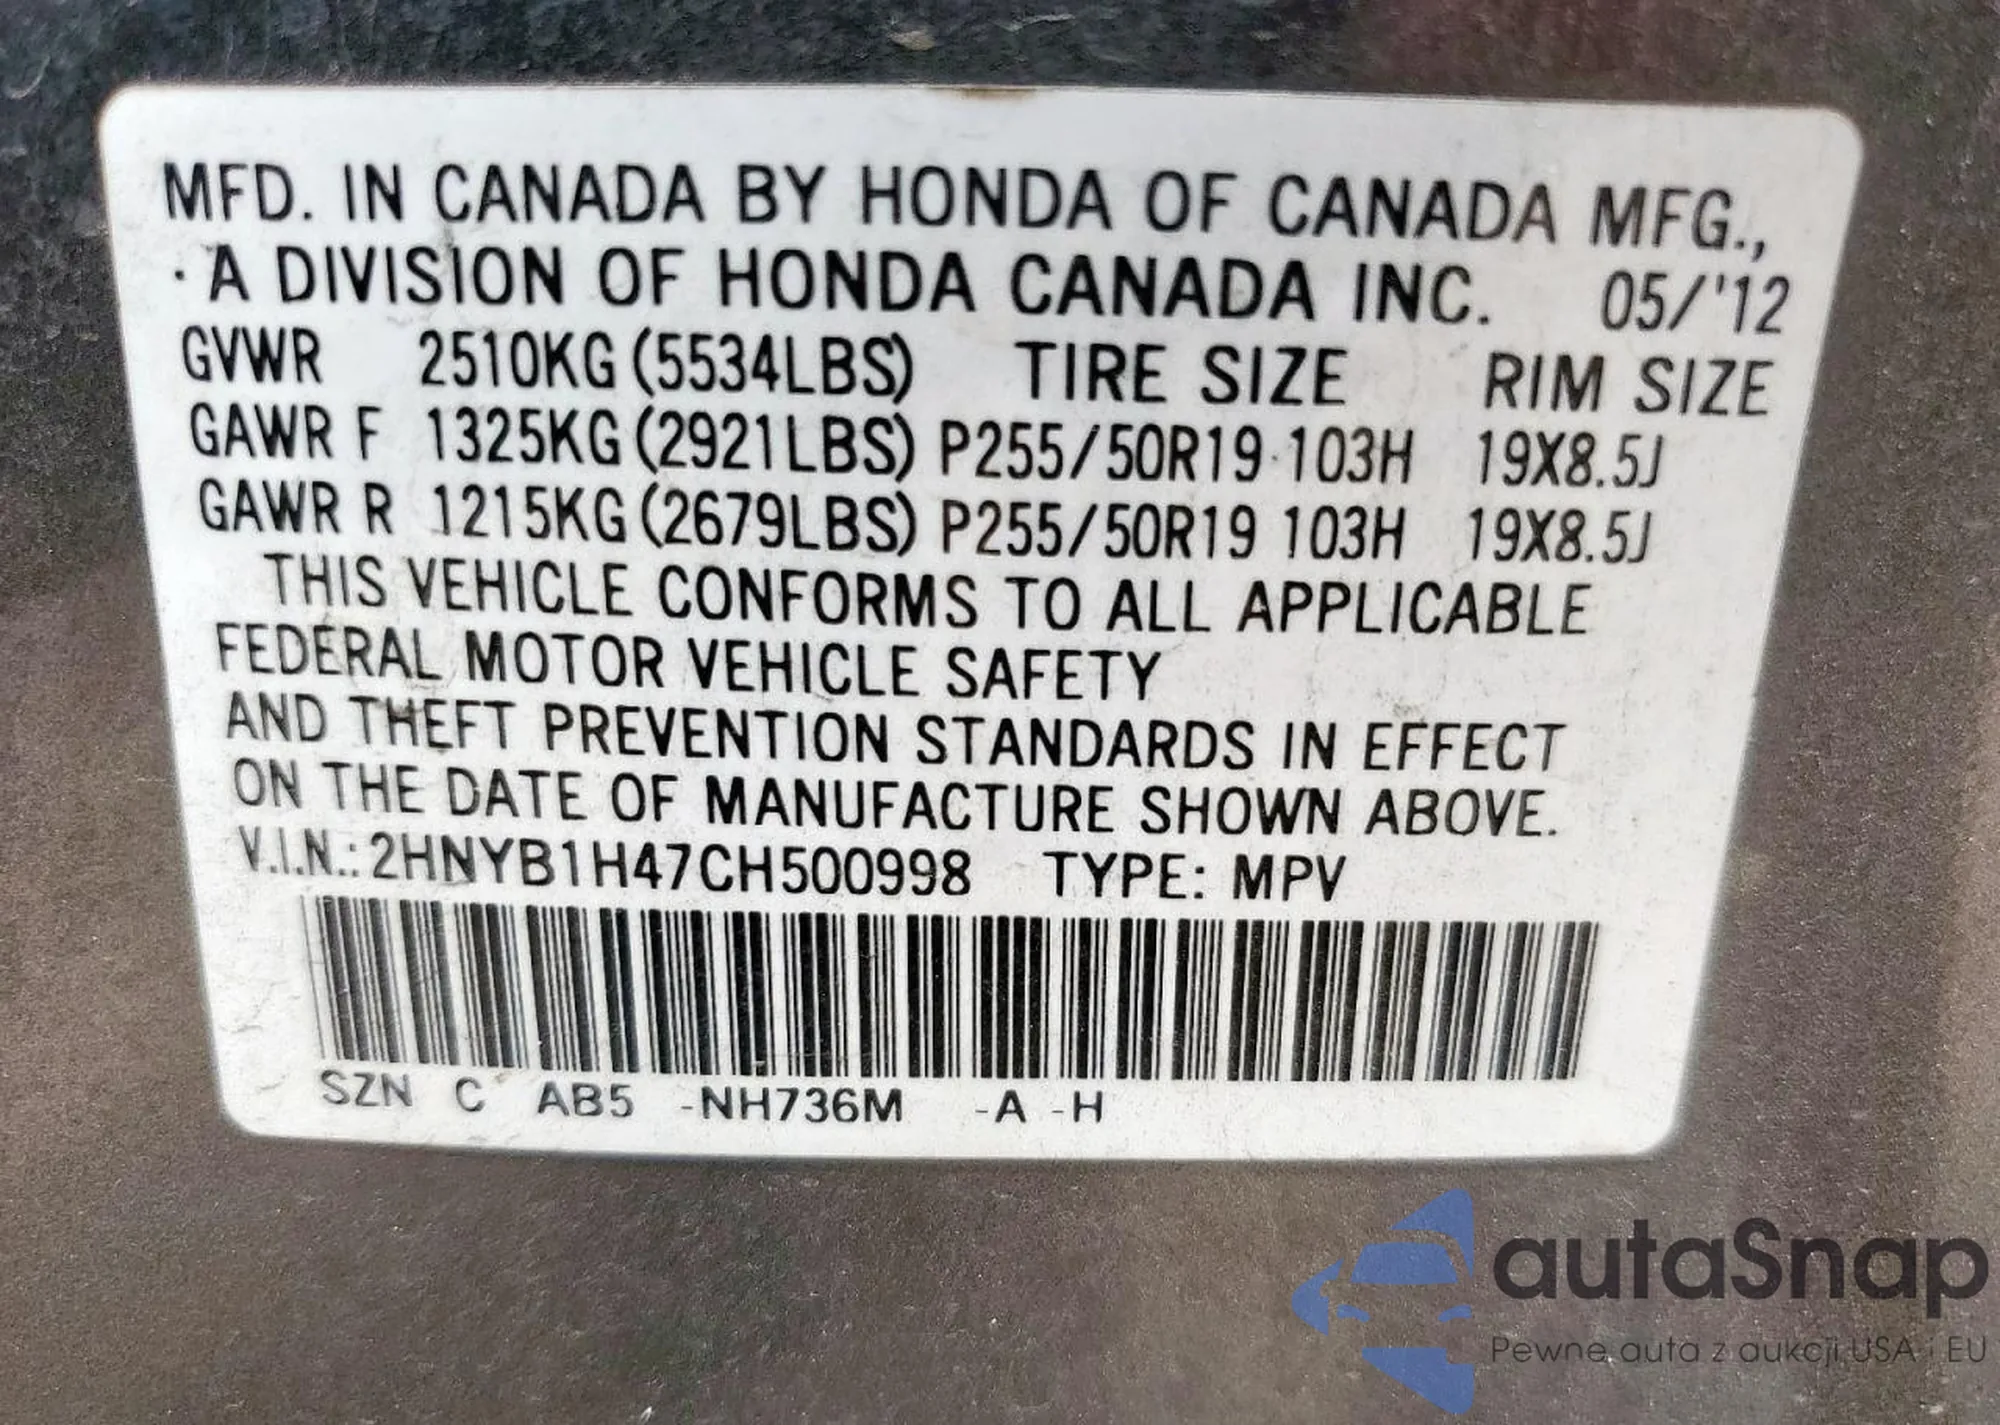 MFD. IN CANADA BY HONDA OF CANADA MFG.,
A DIVISION OF HONDA CANADA INC. 05/'12
GVWR 2510KG (5534LBS) TIRE SIZE RIM SIZE
GAWR F 1325KG (2921LBS) P255/50R19 103H 19X8.5J
GAWR R 1215KG (2679LBS) P255/50R19 103H 19X8.5J
THIS VEHICLE CONFORMS TO ALL APPLICABLE
FEDERAL MOTOR VEHICLE SAFETY
AND THEFT PREVENTION STANDARDS IN EFFECT
ON THE DATE OF MANUFACTURE SHOWN ABOVE.
V.I.N.: 2HNYB1H47CH500998 TYPE: MPV
SZN C AB5 -NH736M -A -H
autaSnap
Pewne auta z aukcji USA i EU